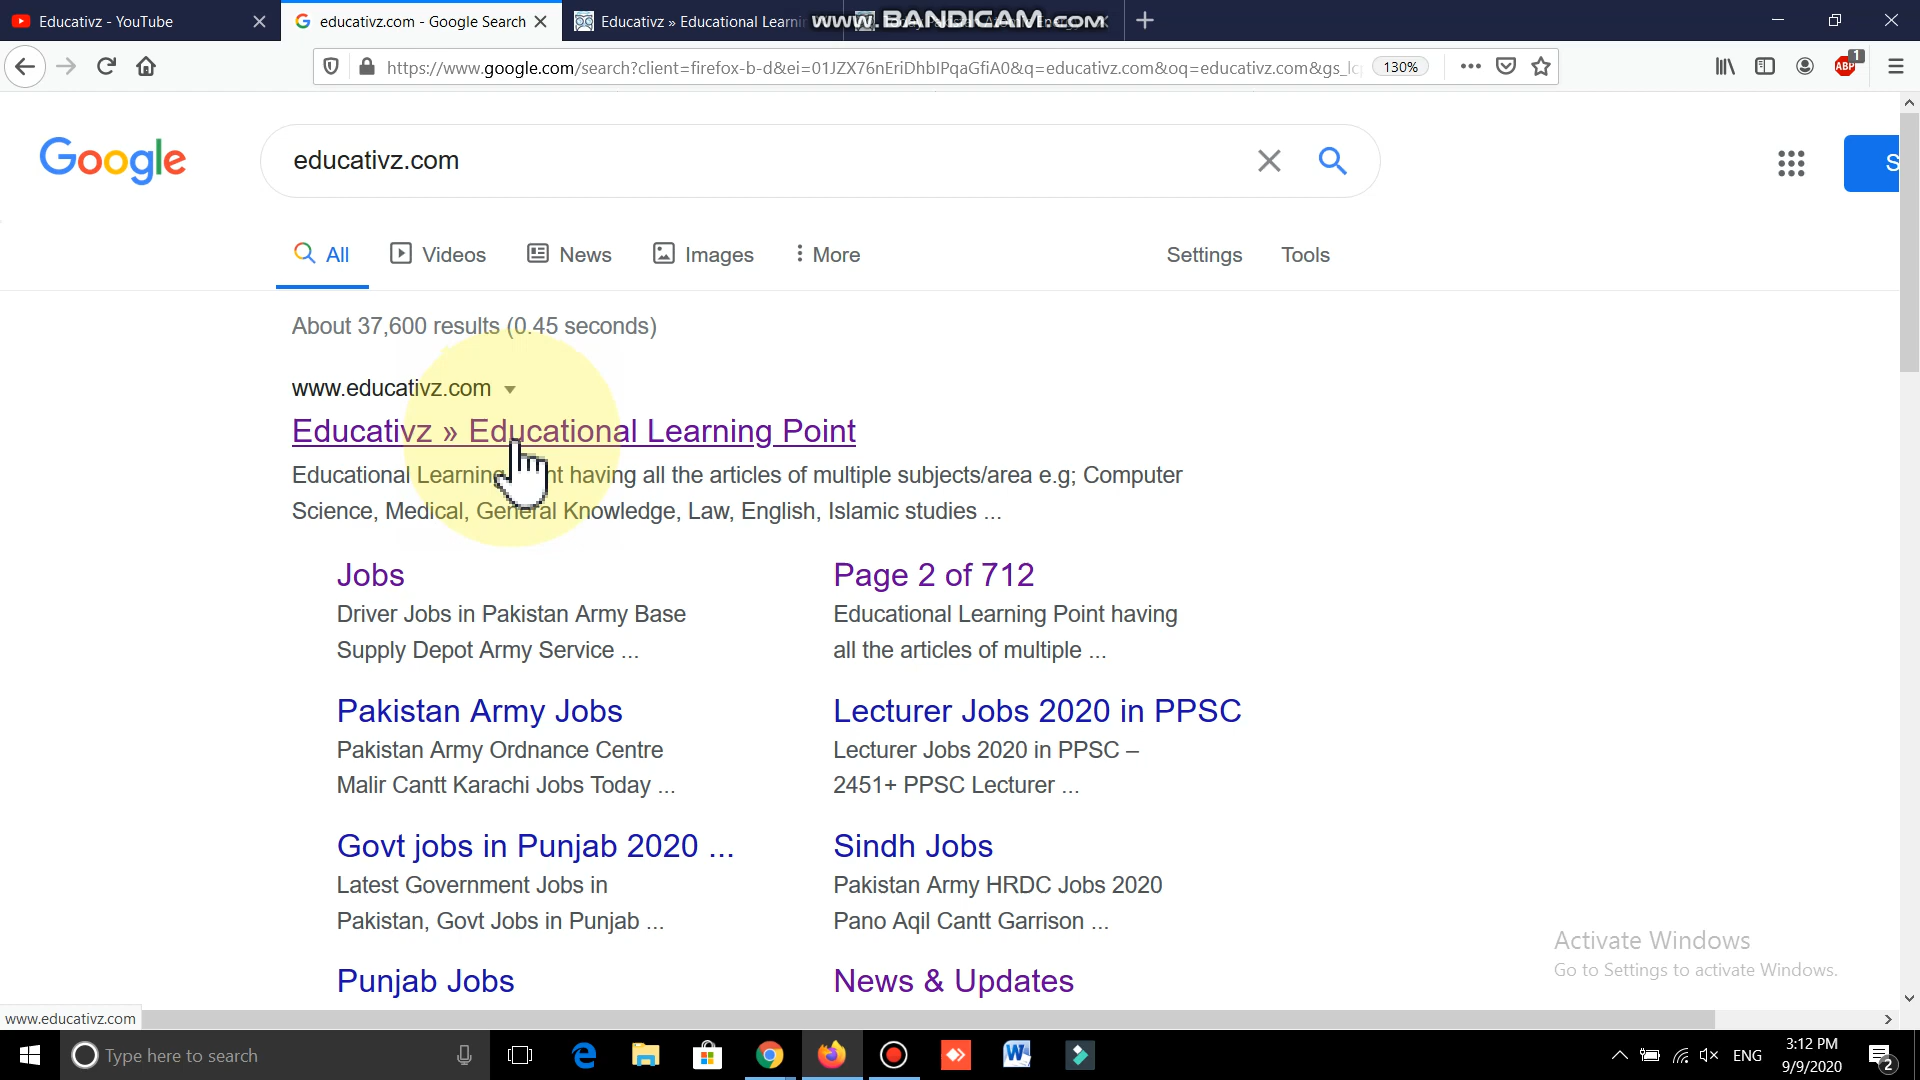 Educativz - YouTube
educativz.com - Google Search
Educativz » Educational Learnin
www.BANDICAM.com
https://www.google.com/search?client=firefox-b-d&ei=01JZX76nEriDhbIPqaGfiA0&q=educativz.com&oq=educativz.com&gs_lcp
130%
ABP
1
Google
educativz.com
S
All
Videos
News
Images
More
Settings
Tools
About 37,600 results (0.45 seconds)
www.educativz.com
Educativz » Educational Learning Point
Educational Learning having all the articles of multiple subjects/area e.g; Computer
Science, Medical, General Knowledge, Law, English, Islamic studies ...
Jobs
Driver Jobs in Pakistan Army Base
Supply Depot Army Service ...
Page 2 of 712
Educational Learning Point having
all the articles of multiple ...
Pakistan Army Jobs
Pakistan Army Ordnance Centre
Malir Cantt Karachi Jobs Today ...
Lecturer Jobs 2020 in PPSC
Lecturer Jobs 2020 in PPSC –
2451+ PPSC Lecturer ...
Govt jobs in Punjab 2020 ...
Latest Government Jobs in
Pakistan, Govt Jobs in Punjab ...
Sindh Jobs
Pakistan Army HRDC Jobs 2020
Pano Aqil Cantt Garrison ...
Punjab Jobs
News & Updates
Activate Windows
Go to Settings to activate Windows.
www.educativz.com
Type here to search
ENG
3:12 PM
9/9/2020
2